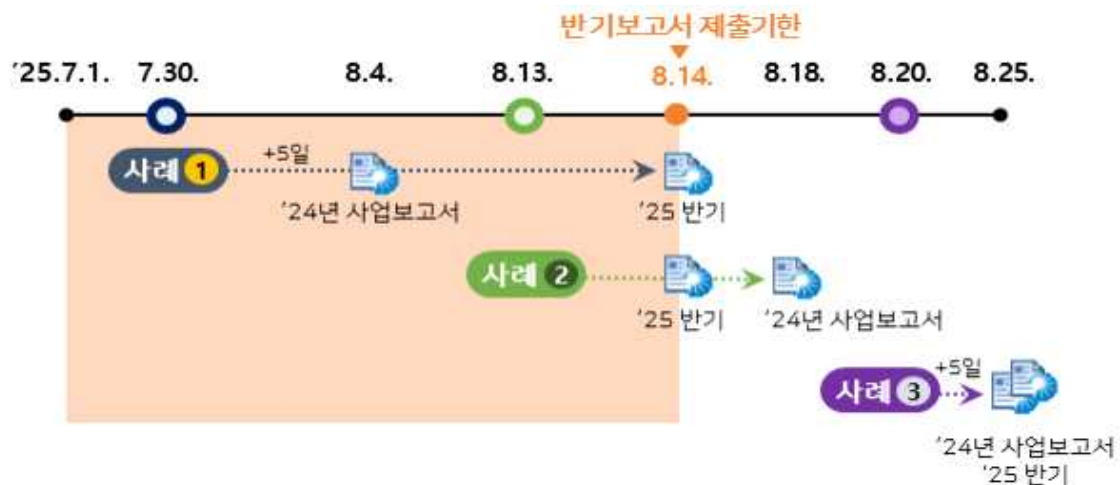 반기보고서 제출기한
'25.7.1. 7.30. 8.4. 8.13. 8.14. 8.18. 8.20. 8.25.
사례 1 +5일
'24년 사업보고서 '25 반기
사례 2
'25 반기 '24년 사업보고서
사례 3 +5일
'24년 사업보고서
'25 반기